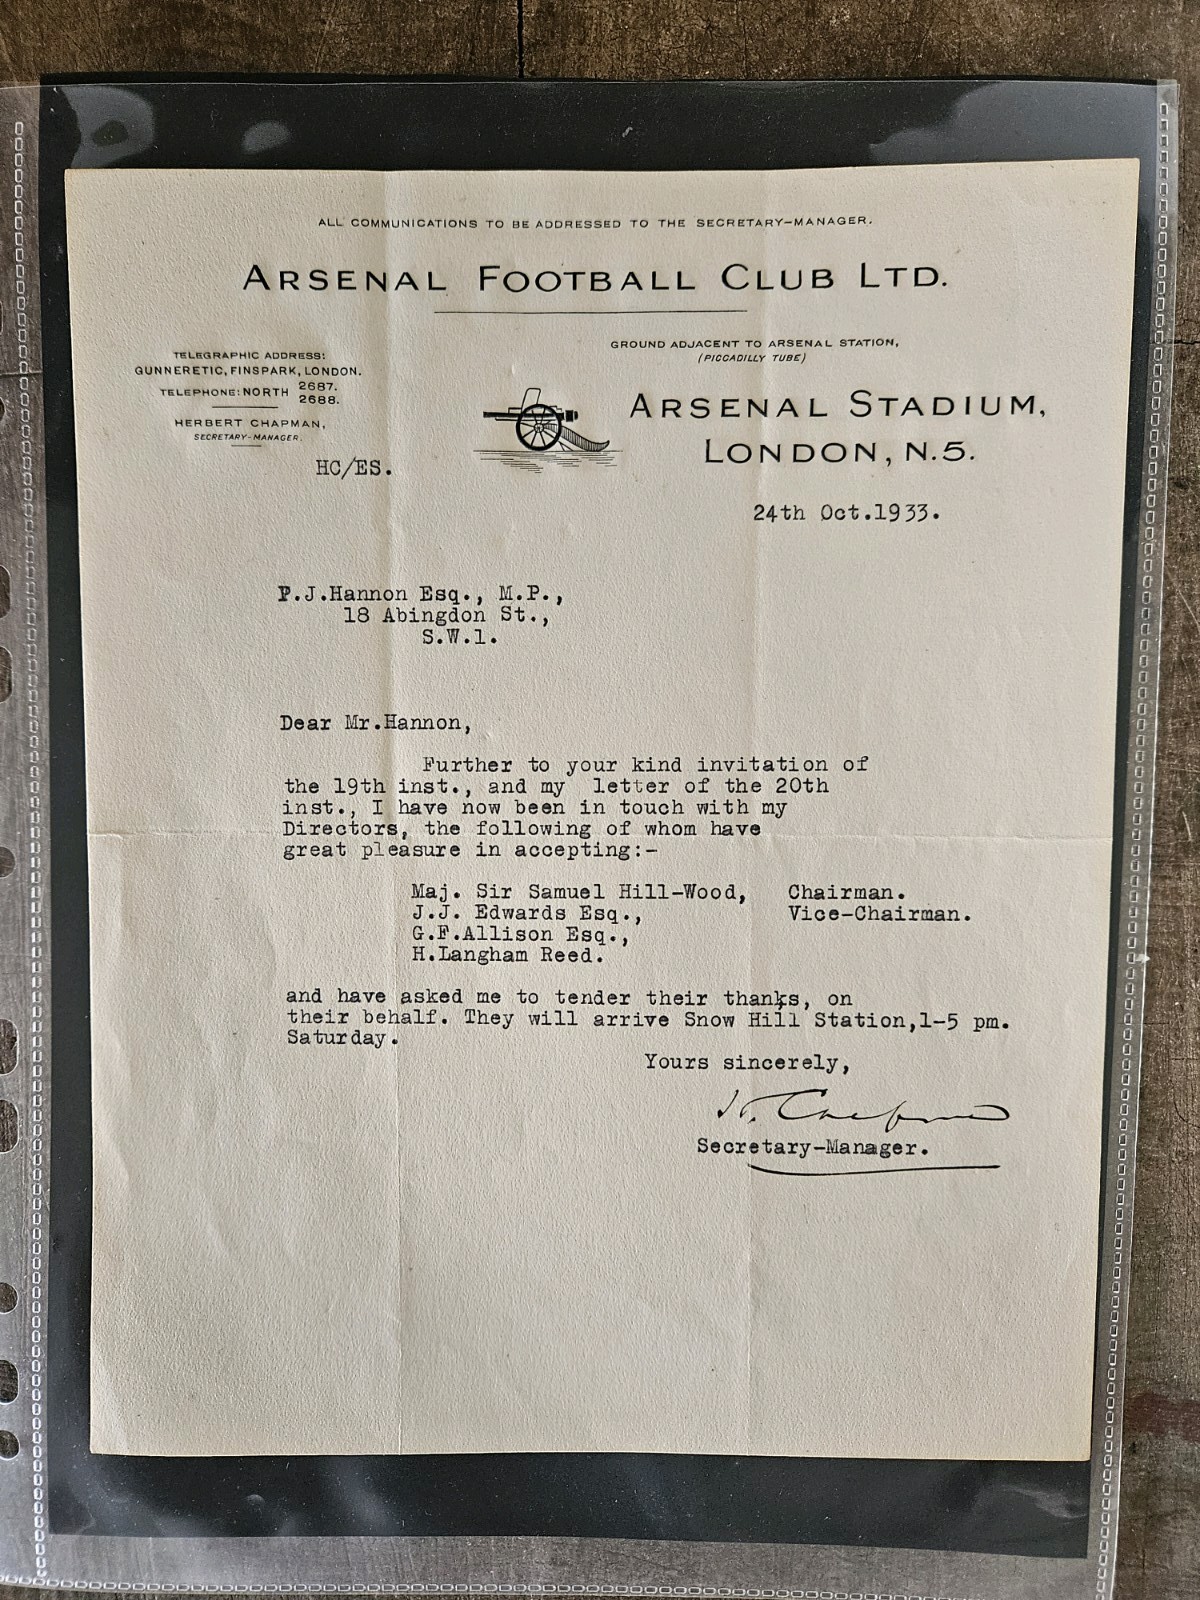 ALL COMMUNICATIONS TO BE ADDRESSED TO THE SECRETARY-MANAGER.
ARSENAL FOOTBALL CLUB LTD.
TELEGRAPHIC ADDRESS:
GUNNERETIC, FINSPARK, LONDON.
TELEPHONE: NORTH 2687.
2688.
HERBERT CHAPMAN,
SECRETARY-MANAGER.
HC/ES.
GROUND ADJACENT TO ARSENAL STATION,
(PICCADILLY TUBE)
ARSENAL STADIUM,
LONDON, N.5.
24th Oct.1933.
P.J.Hannon Esq., M.P.,
18 Abingdon St.,
S.W.1.
Dear Mr.Hannon,
Further to your kind invitation of
the 19th inst., and my letter of the 20th
inst., I have now been in touch with my
Directors, the following of whom have
great pleasure in accepting:-
Maj. Sir Samuel Hill-Wood, Chairman.
J.J. Edwards Esq., Vice-Chairman.
G.F.Allison Esq.,
H.Langham Reed.
and have asked me to tender their thanks, on
their behalf. They will arrive Snow Hill Station,1-5 pm.
Saturday.
Yours sincerely,
H. Chapman
Secretary-Manager.